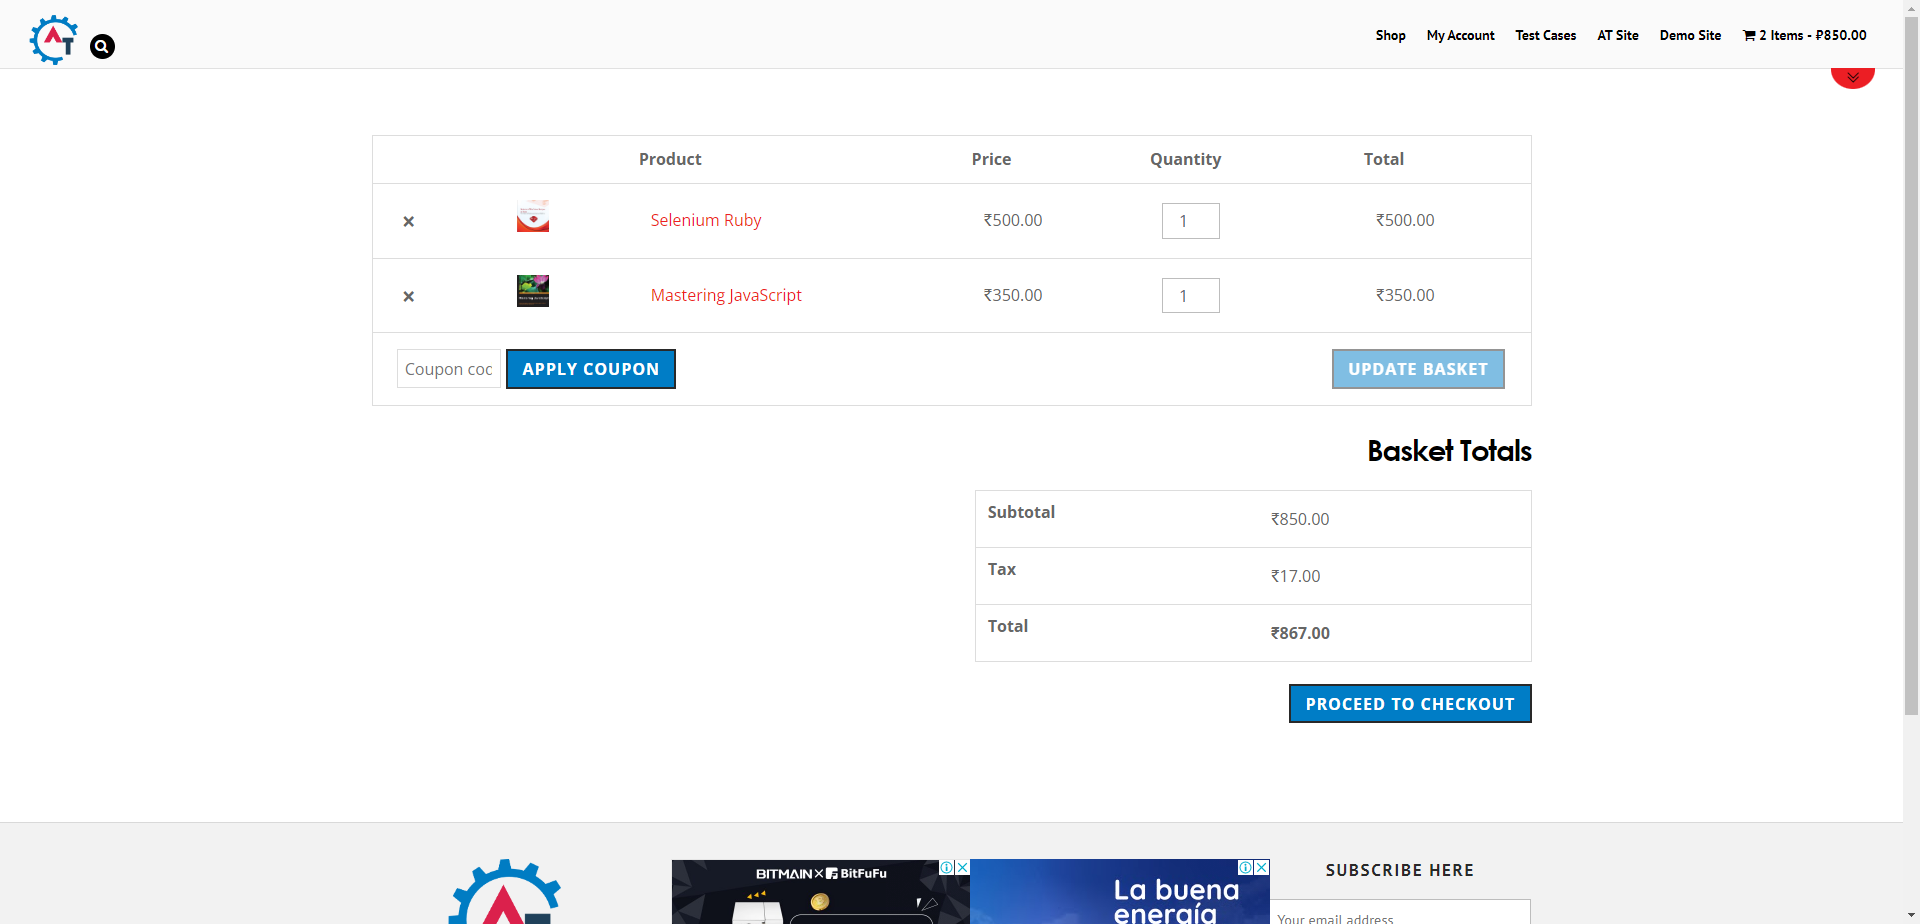 AT
Shop My Account Test Cases AT Site Demo Site 2 Items - ₽850.00
Product Price Quantity Total
× Selenium Ruby ₹500.00 1 ₹500.00
× Mastering JavaScript ₹350.00 1 ₹350.00
Coupon coc APPLY COUPON UPDATE BASKET
Basket Totals
Subtotal ₹850.00
Tax ₹17.00
Total ₹867.00
PROCEED TO CHECKOUT
BITMAIN × BitFuFu
La buena
energía
SUBSCRIBE HERE
Your email address